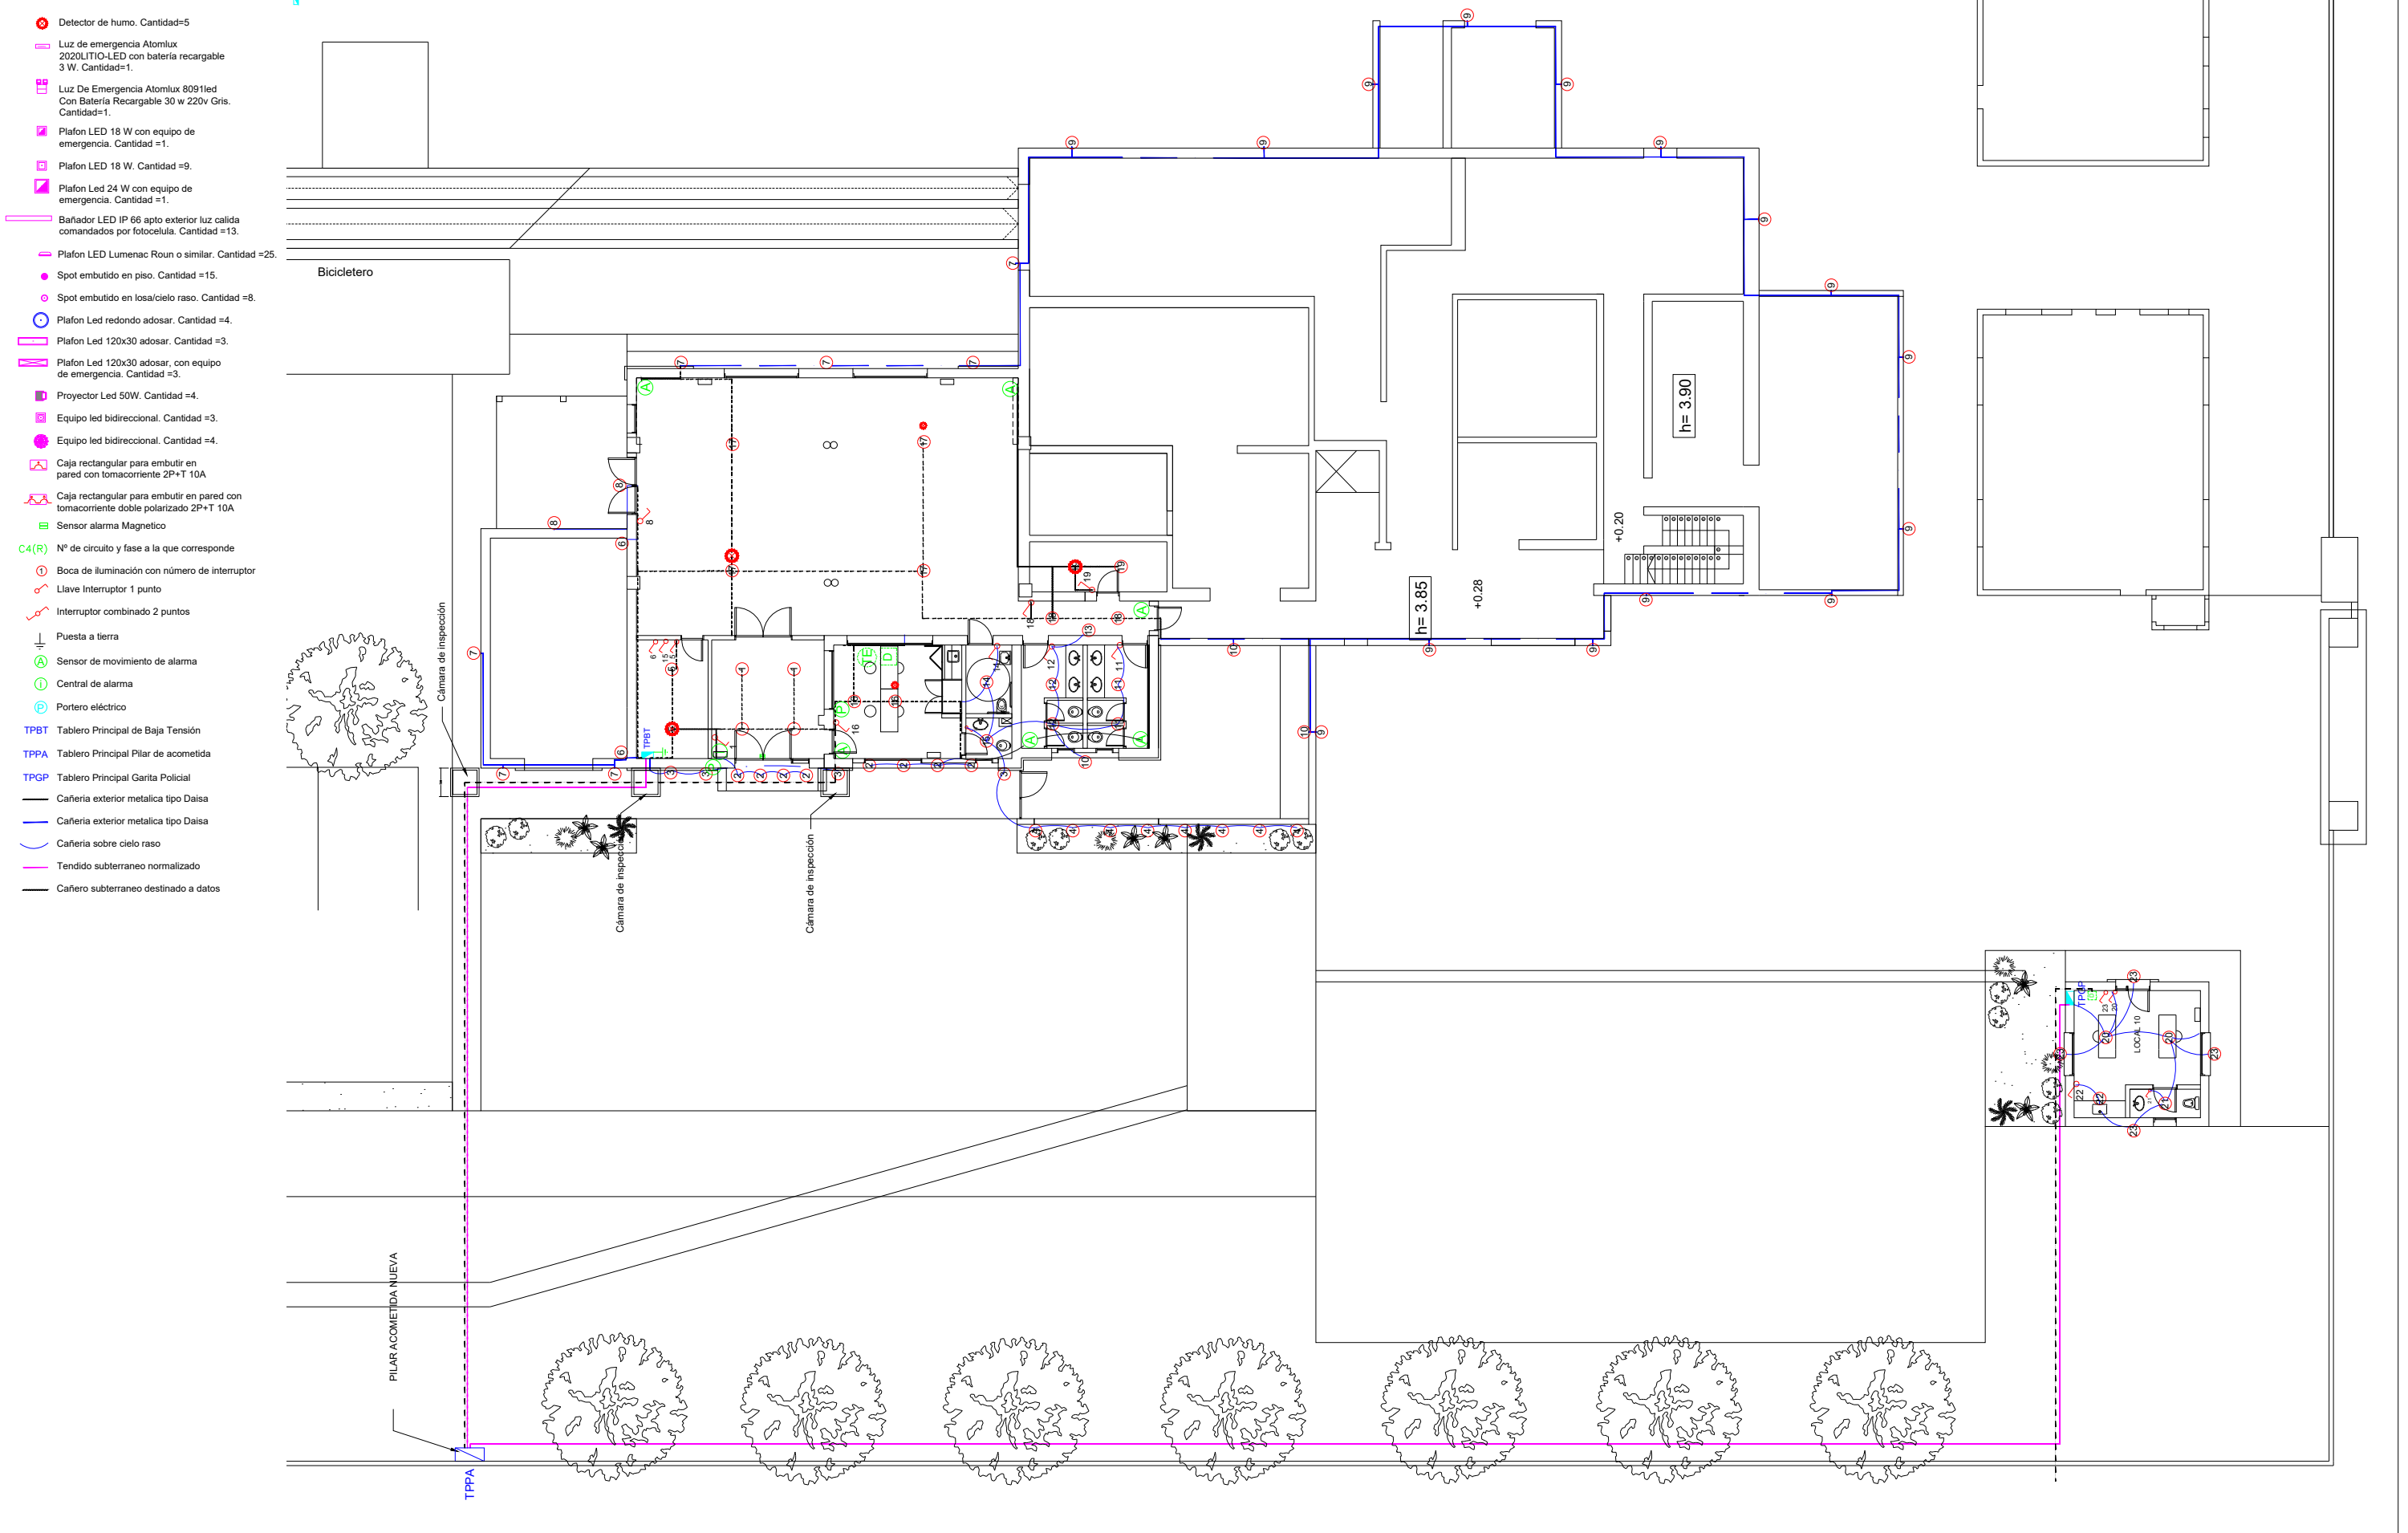 Detector de humo. Cantidad=5
Luz de emergencia Atomlux
2020LITIO-LED con batería recargable
3 W. Cantidad=1.
Luz De Emergencia Atomlux 8091led
Con Batería Recargable 30 w 220v Gris.
Cantidad=1.
Plafon LED 18 W con equipo de
emergencia. Cantidad =1.
Plafon LED 18 W. Cantidad =9.
Plafon Led 24 W con equipo de
emergencia. Cantidad =1.
Bañador LED IP 66 apto exterior luz calida
comandados por fotocelula. Cantidad =13.
Plafon LED Lumenac Roun o similar. Cantidad =25.
Spot embutido en piso. Cantidad =15.
Spot embutido en losa/cielo raso. Cantidad =8.
Plafon Led redondo adosar. Cantidad =4.
Plafon Led 120x30 adosar. Cantidad =3.
Plafon Led 120x30 adosar, con equipo
de emergencia. Cantidad =3.
Proyector Led 50W. Cantidad =4.
Equipo led bidireccional. Cantidad =3.
Equipo led bidireccional. Cantidad =4.
Caja rectangular para embutir en
pared con tomacorriente 2P+T 10A
Caja rectangular para embutir en pared con
tomacorriente doble polarizado 2P+T 10A
Sensor alarma Magnetico
C4(R) Nº de circuito y fase a la que corresponde
1 Boca de iluminación con número de interruptor
Llave Interruptor 1 punto
Interruptor combinado 2 puntos
Puesta a tierra
A Sensor de movimiento de alarma
Central de alarma
P Portero eléctrico
TPBT Tablero Principal de Baja Tensión
TPPA Tablero Principal Pilar de acometida
TPGP Tablero Principal Garita Policial
Cañeria exterior metalica tipo Daisa
Cañeria exterior metalica tipo Daisa
Cañeria sobre cielo raso
Tendido subterraneo normalizado
Cañero subterraneo destinado a datos
Bicicletero
Cámara de inspección
Cámara de inspección
Cámara de inspección
TPBT
h= 3.90
h= 3.85
+0.20
+0.28
TE
D
TPGP
LOCAL 10
PILAR ACOMETIDA NUEVA
TPPA